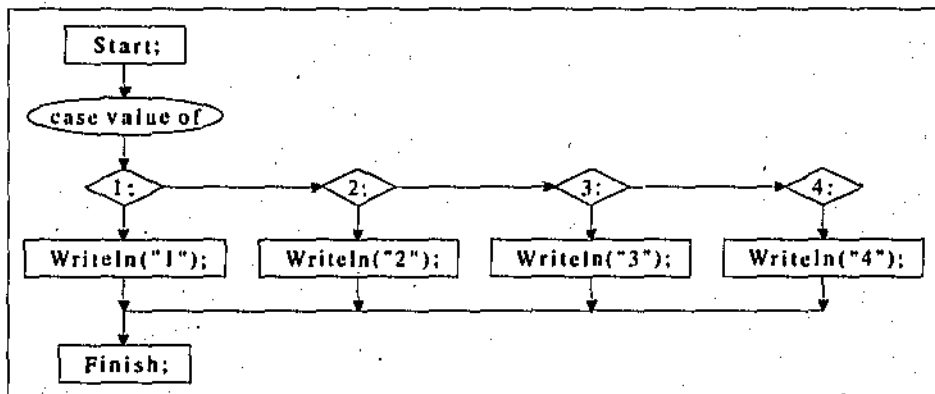 Start;
case value of
1:
2:
3:
4:
Writeln("1");
Writeln("2");
Writeln("3");
Writeln("4");
Finish;